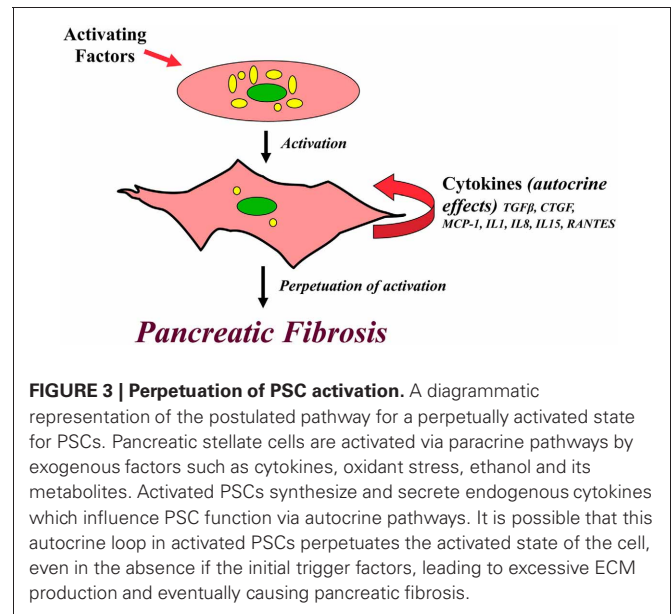 Activating
Factors
Activation
Cytokines (autocrine
effects) TGFβ, CTGF,
MCP-1, IL1, IL8, IL15, RANTES
Perpetuation of activation
Pancreatic Fibrosis
FIGURE 3 | Perpetuation of PSC activation. A diagrammatic
representation of the postulated pathway for a perpetually activated state
for PSCs. Pancreatic stellate cells are activated via paracrine pathways by
exogenous factors such as cytokines, oxidant stress, ethanol and its
metabolites. Activated PSCs synthesize and secrete endogenous cytokines
which influence PSC function via autocrine pathways. It is possible that this
autocrine loop in activated PSCs perpetuates the activated state of the cell,
even in the absence if the initial trigger factors, leading to excessive ECM
production and eventually causing pancreatic fibrosis.